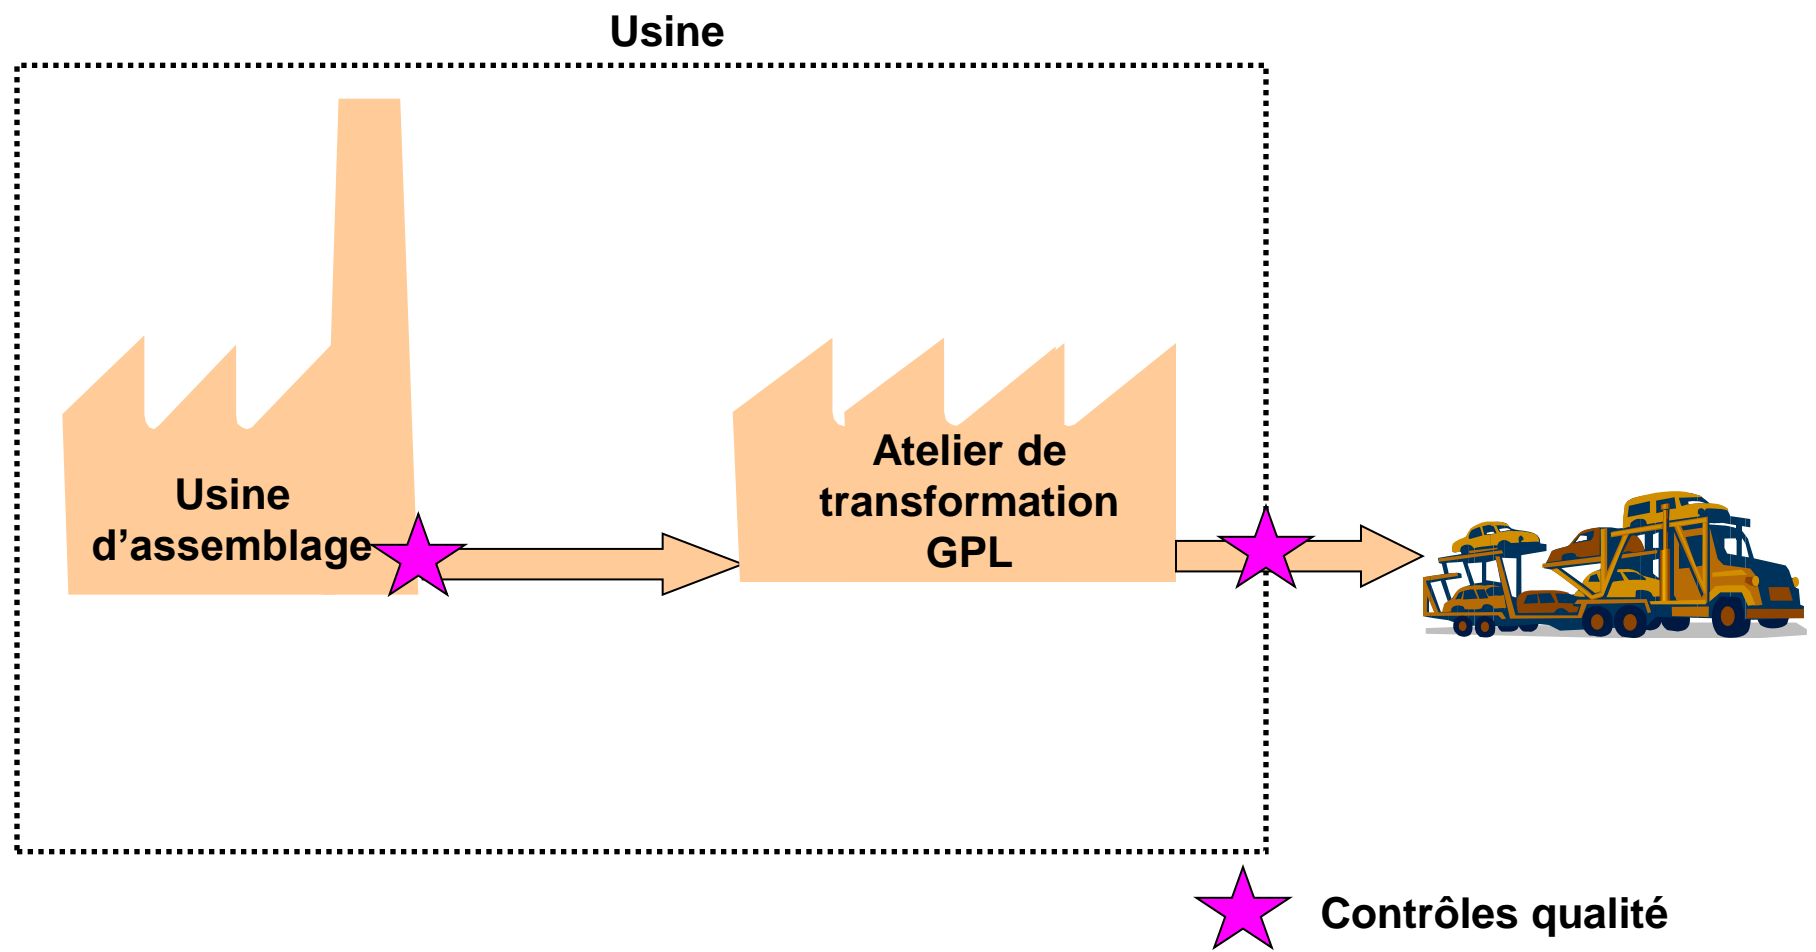 Usine
Usine
d’assemblage
Atelier de
transformation
GPL
Contrôles qualité